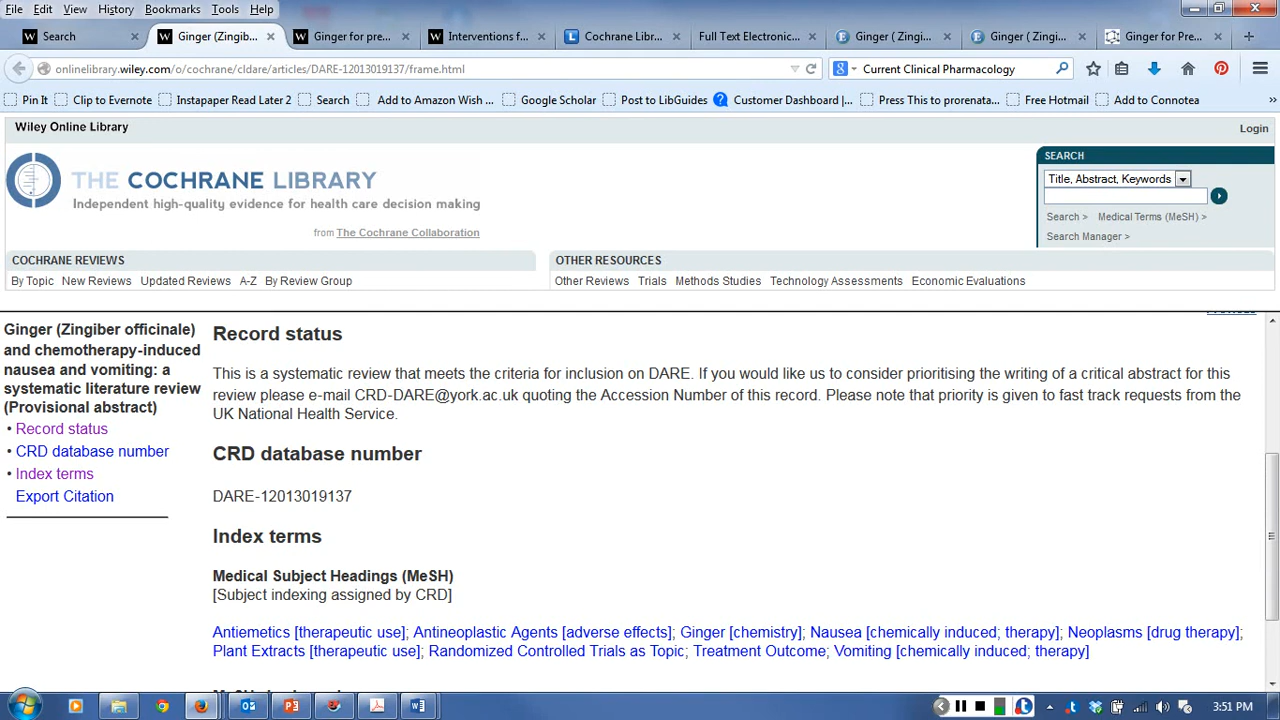 File Edit View History Bookmarks Tools Help
Search Ginger (Zingib... Ginger for pre... Interventions f... Cochrane Libr... Full Text Electronic... Ginger ( Zingi... Ginger ( Zingi... Ginger for Pre...
onlinelibrary.wiley.com/o/cochrane/cldare/articles/DARE-12013019137/frame.html Current Clinical Pharmacology
Pin It Clip to Evernote Instapaper Read Later 2 Search Add to Amazon Wish ... Google Scholar Post to LibGuides Customer Dashboard |... Press This to prorenata... Free Hotmail Add to Connotea
Wiley Online Library
Login
THE COCHRANE LIBRARY
Independent high-quality evidence for health care decision making
from The Cochrane Collaboration
SEARCH
Title, Abstract, Keywords
Search > Medical Terms (MeSH) >
Search Manager >
COCHRANE REVIEWS
By Topic New Reviews Updated Reviews A-Z By Review Group
OTHER RESOURCES
Other Reviews Trials Methods Studies Technology Assessments Economic Evaluations
Ginger (Zingiber officinale)
and chemotherapy-induced
nausea and vomiting: a
systematic literature review
(Provisional abstract)
• Record status
• CRD database number
• Index terms
Export Citation
Record status
This is a systematic review that meets the criteria for inclusion on DARE. If you would like us to consider prioritising the writing of a critical abstract for this
review please e-mail CRD-DARE@york.ac.uk quoting the Accession Number of this record. Please note that priority is given to fast track requests from the
UK National Health Service.
CRD database number
DARE-12013019137
Index terms
Medical Subject Headings (MeSH)
[Subject indexing assigned by CRD]
Antiemetics [therapeutic use]; Antineoplastic Agents [adverse effects]; Ginger [chemistry]; Nausea [chemically induced; therapy]; Neoplasms [drug therapy];
Plant Extracts [therapeutic use]; Randomized Controlled Trials as Topic; Treatment Outcome; Vomiting [chemically induced; therapy]
3:51 PM